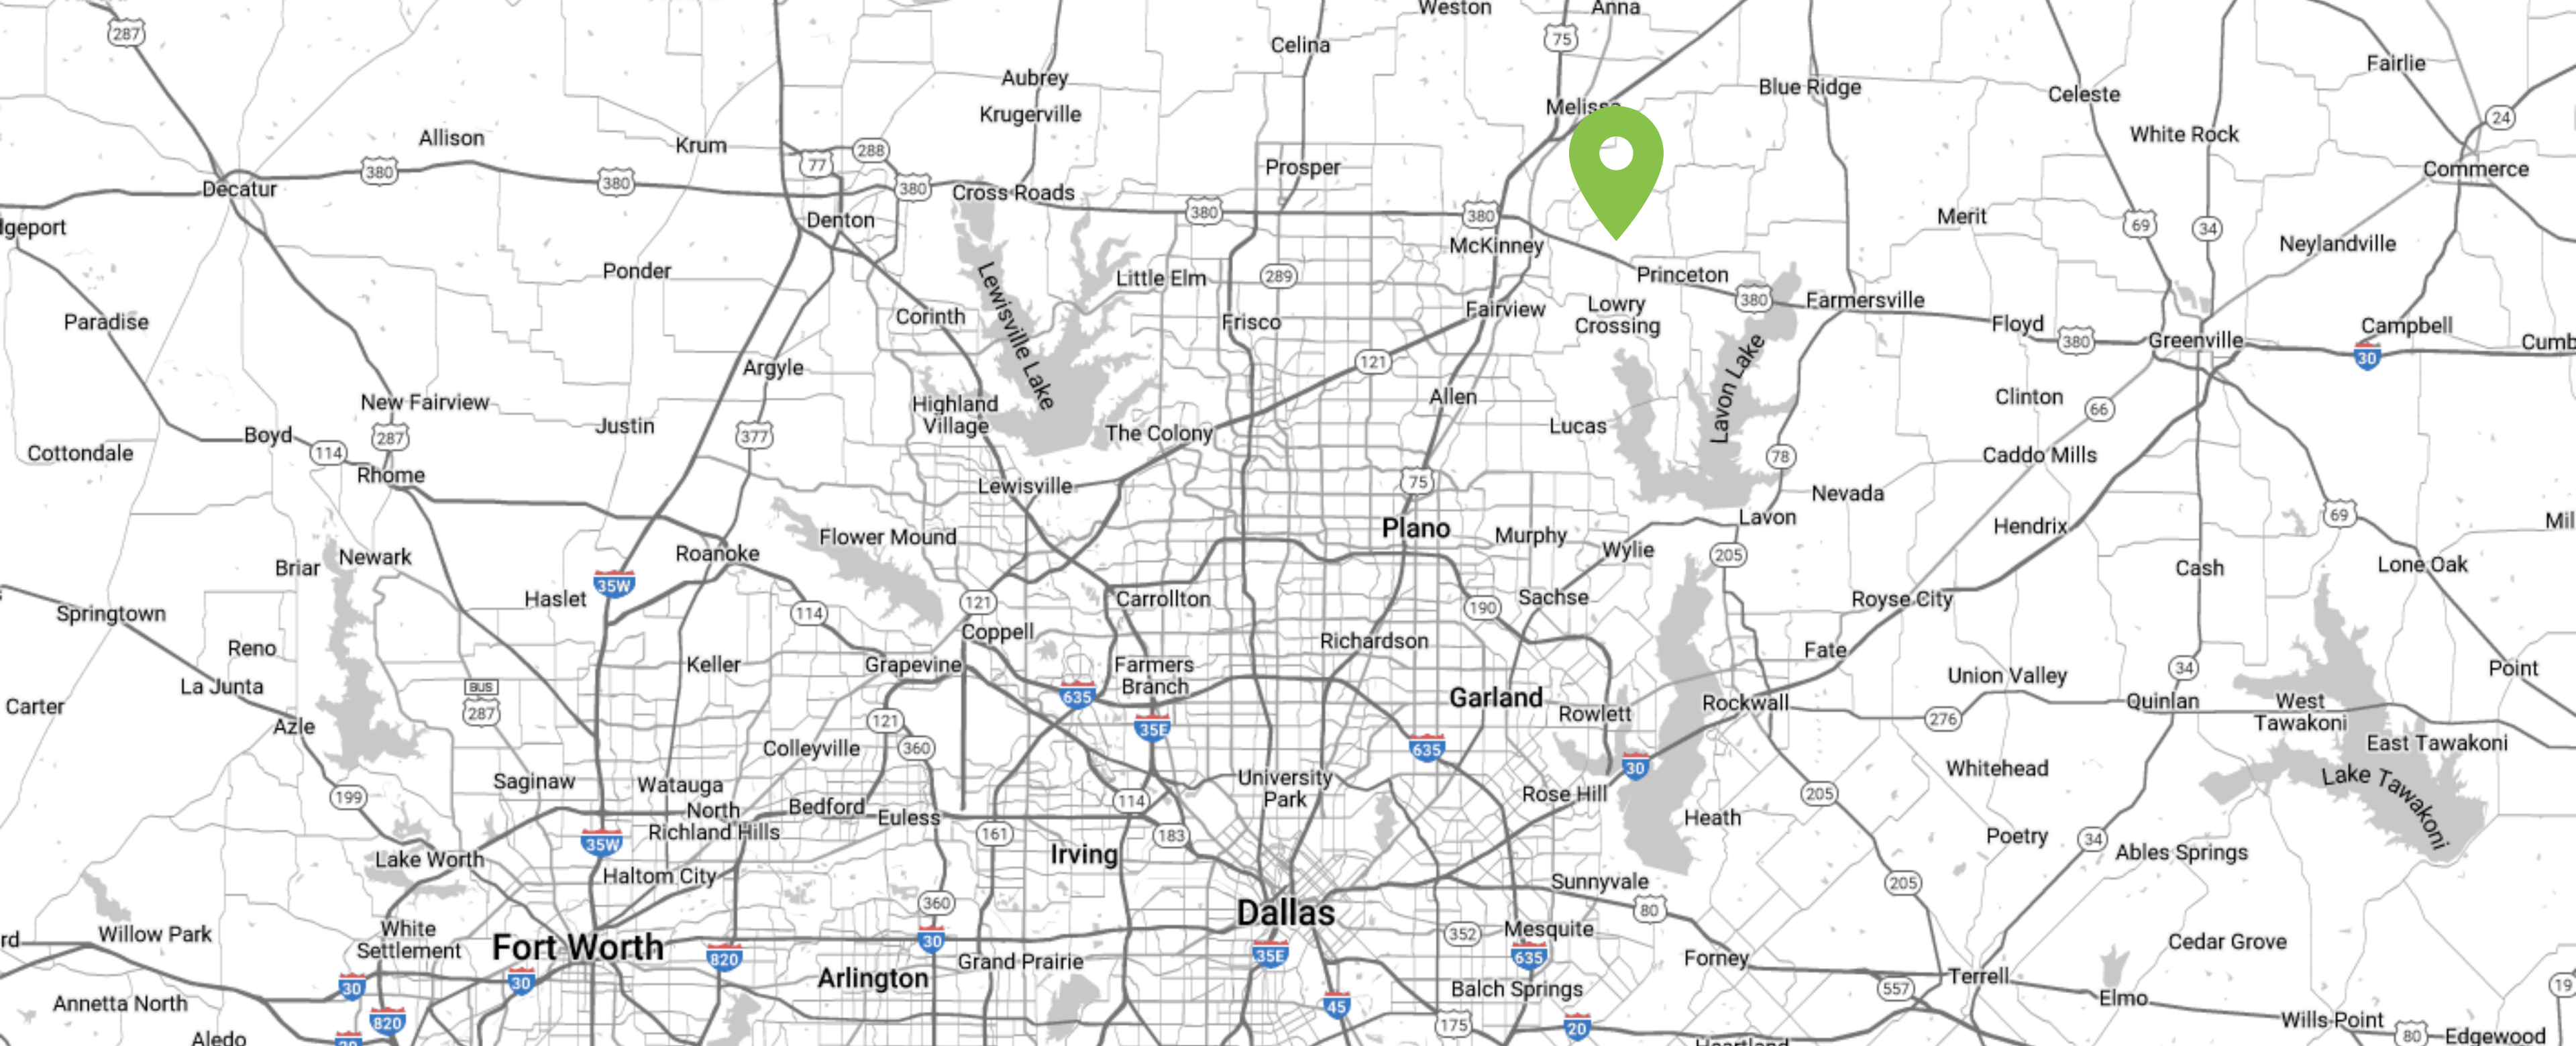 Weston
Anna
287
75
Celina
Fairlie
Aubrey
Blue Ridge
Celeste
Krugerville
Melissa
24
Allison
White Rock
Krum
288
77
Prosper
Commerce
380
380
380
Decatur
Cross Roads
380
380
Merit
Denton
69
34
dgeport
McKinney
Neylandville
Ponder
Little Elm
289
Princeton
380
Farmersville
Lewisville Lake
Corinth
Frisco
Fairview
Lowry
Crossing
Floyd
380
Greenville
Campbell
30
Cumb
Paradise
Argyle
121
Lavon Lake
Allen
Clinton
66
New Fairview
Highland
Village
Justin
Lucas
287
377
The Colony
Boyd
114
Cottondale
Rhome
78
Caddo Mills
75
Lewisville
Nevada
Lavon
69
Mil
Plano
Hendrix
Flower Mound
Murphy
Wylie
Roanoke
205
Briar
Newark
Cash
Lone Oak
35W
Haslet
Carrollton
Sachse
Royse City
121
190
114
Springtown
Coppell
Richardson
Reno
Fate
Keller
Grapevine
Farmers
Branch
34
Point
Union Valley
La Junta
BUS
287
635
Garland
Rockwall
Quinlan
West
Tawakoni
Carter
Rowlett
276
Azle
121
35E
360
Colleyville
635
East Tawakoni
30
Whitehead
Lake Tawakoni
Saginaw
Watauga
University
Park
199
Rose Hill
205
114
North
Richland Hills
Bedford
Euless
Heath
161
183
Poetry
34
35W
Ables Springs
Lake Worth
Irving
Haltom City
Sunnyvale
205
360
80
Dallas
White
Settlement
Willow Park
rd
Fort Worth
30
352
Mesquite
Cedar Grove
820
35E
635
Forney
Grand Prairie
Arlington
Terrell
30
30
Balch Springs
557
19
Annetta North
45
Elmo
820
175
20
Wills Point
80
Edgewood
Aledo
30
Heartland